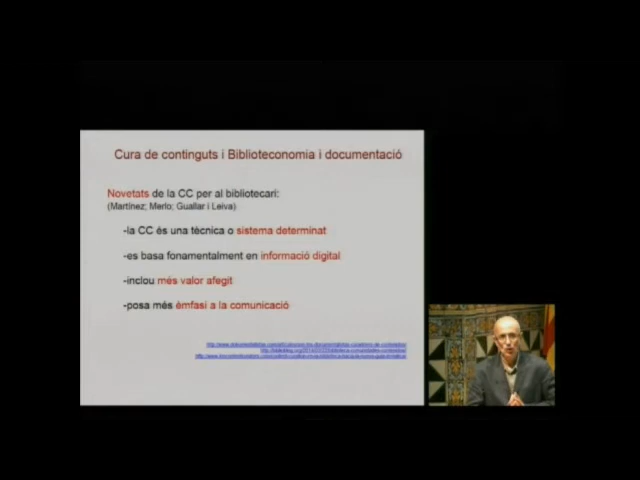 Cura de continguts i Biblioteconomia i documentació
Novetats de la CC per al bibliotecari:
(Martínez; Merlo; Guallar i Leiva)
-la CC és una tècnica o sistema determinat
-es basa fonamentalment en informació digital
-inclou més valor afegit
-posa més èmfasi a la comunicació